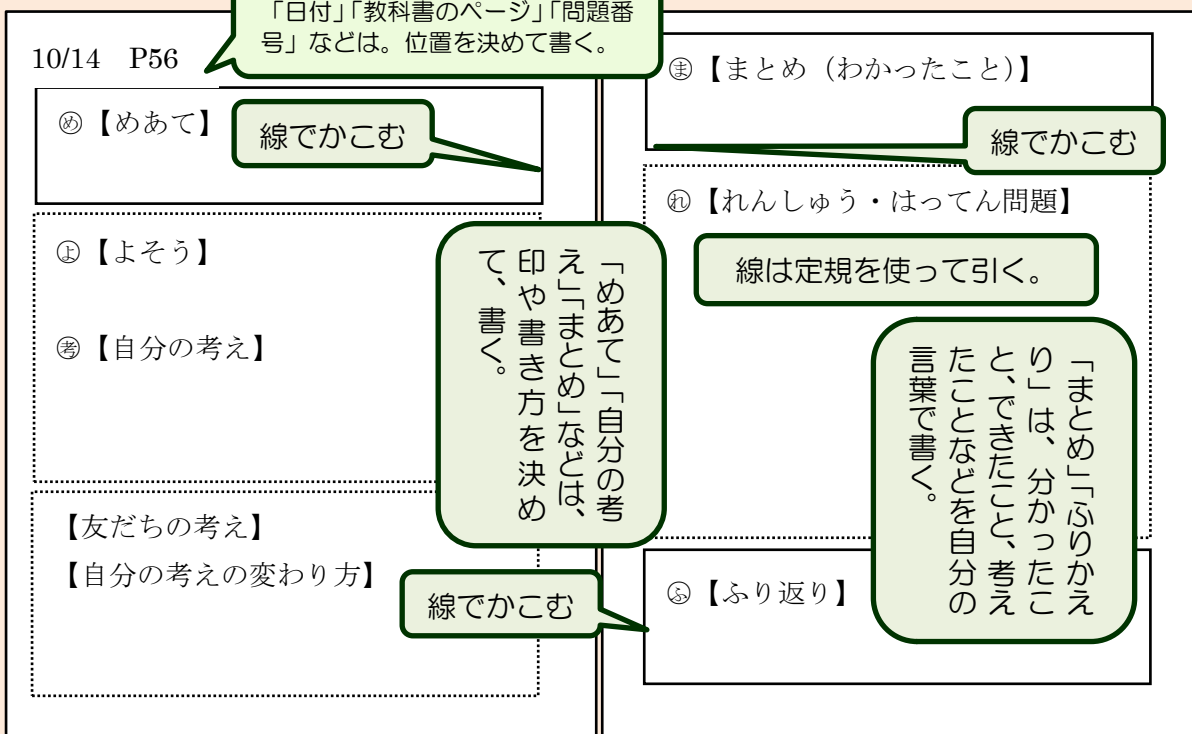 「日付」「教科書のページ」「問題番
号」などは。位置を決めて書く。
10/14 P56
㋱【めあて】
線でかこむ
㋵【よそう】
㋕【自分の考え】
「めあて」「自分の考
え」「まとめ」などは、
印や書き方を決め
て、書く。
【友だちの考え】
【自分の考えの変わり方】
線でかこむ
ま【まとめ（わかったこと）】
線でかこむ
れ【れんしゅう・はってん問題】
線は定規を使って引く。
「まとめ」「ふりかえ
り」は、分かったこ
と、できたこと、考え
たことなどを自分の
言葉で書く。
ふ【ふり返り】